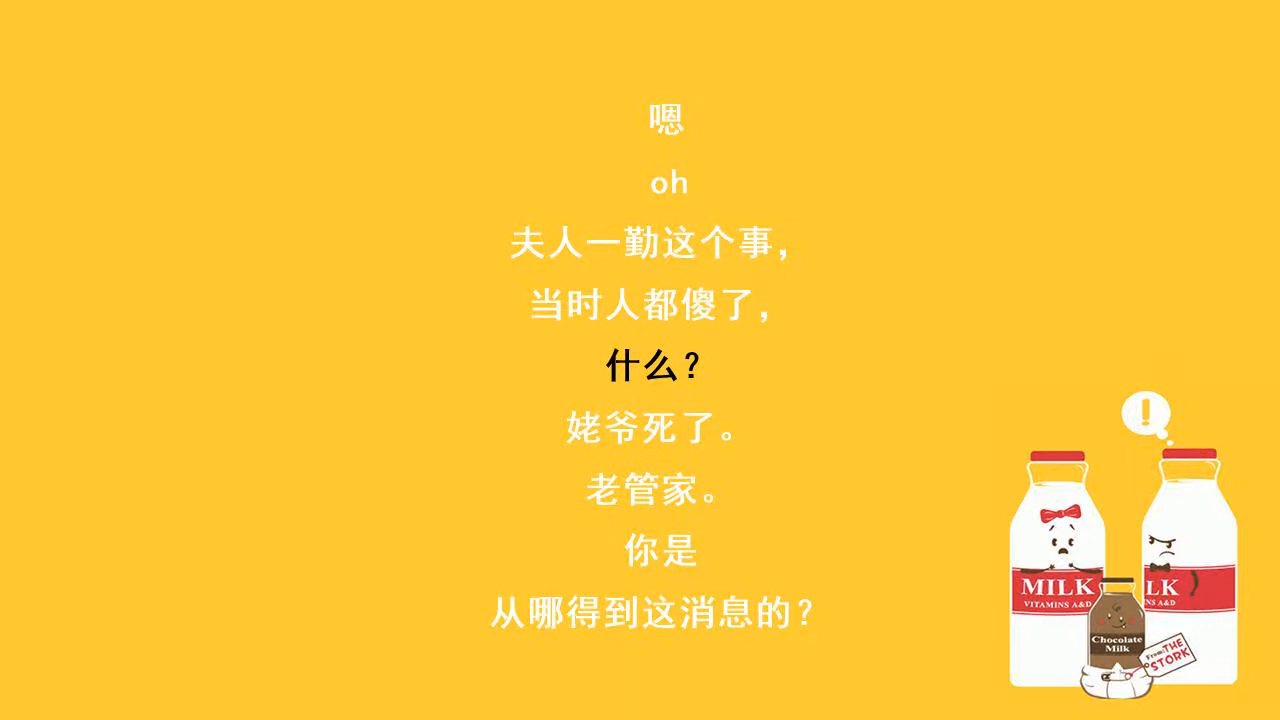 嗯
oh
夫人一勤这个事，
当时人都傻了，
什么？
姥爷死了。
老管家。
你是
从哪得到这消息的？
!
MILK
VITAMINS A&D
LK
NS A&D
Chocolate
Milk
From: THE
STORK